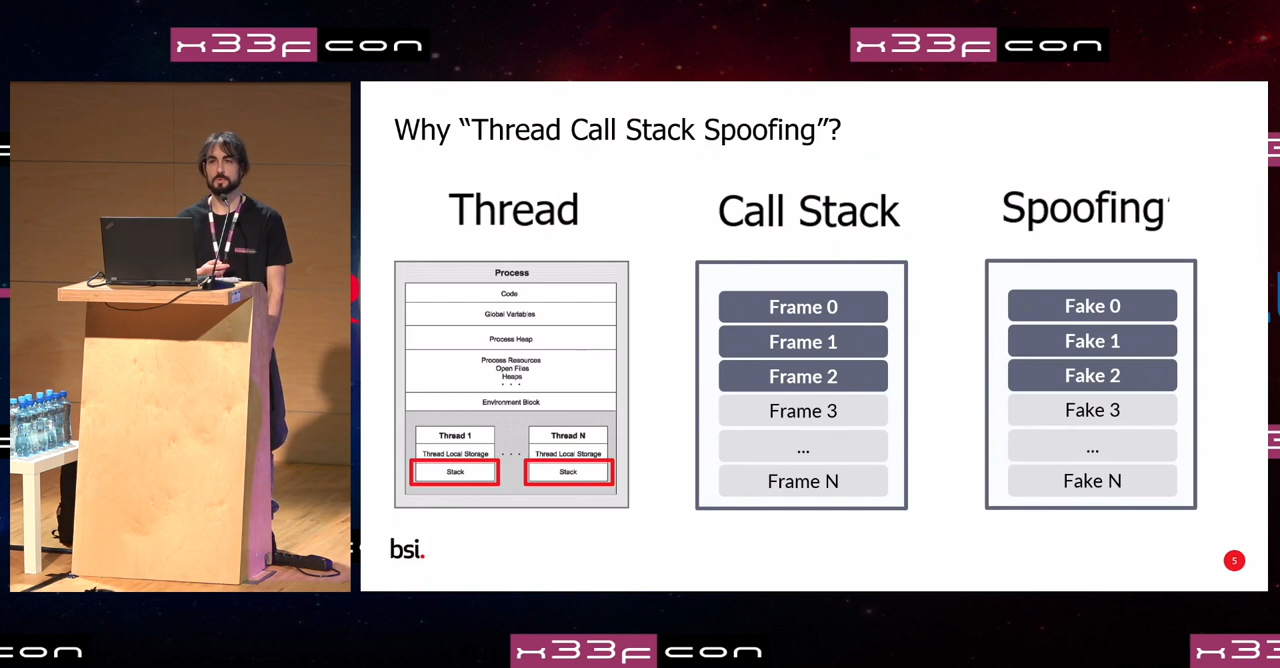 x33fcon
x33fcon
Why “Thread Call Stack Spoofing”?
Thread
Call Stack
Spoofing
Process
Code
Global Variables
Process Heap
Process Resources
Open Files
Heaps
. . .
Environment Block
Thread 1
Thread Local Storage
Stack
. . .
Thread N
Thread Local Storage
Stack
Frame 0
Frame 1
Frame 2
Frame 3
...
Frame N
Fake 0
Fake 1
Fake 2
Fake 3
...
Fake N
bsi.
5
con
x33fcon
x33